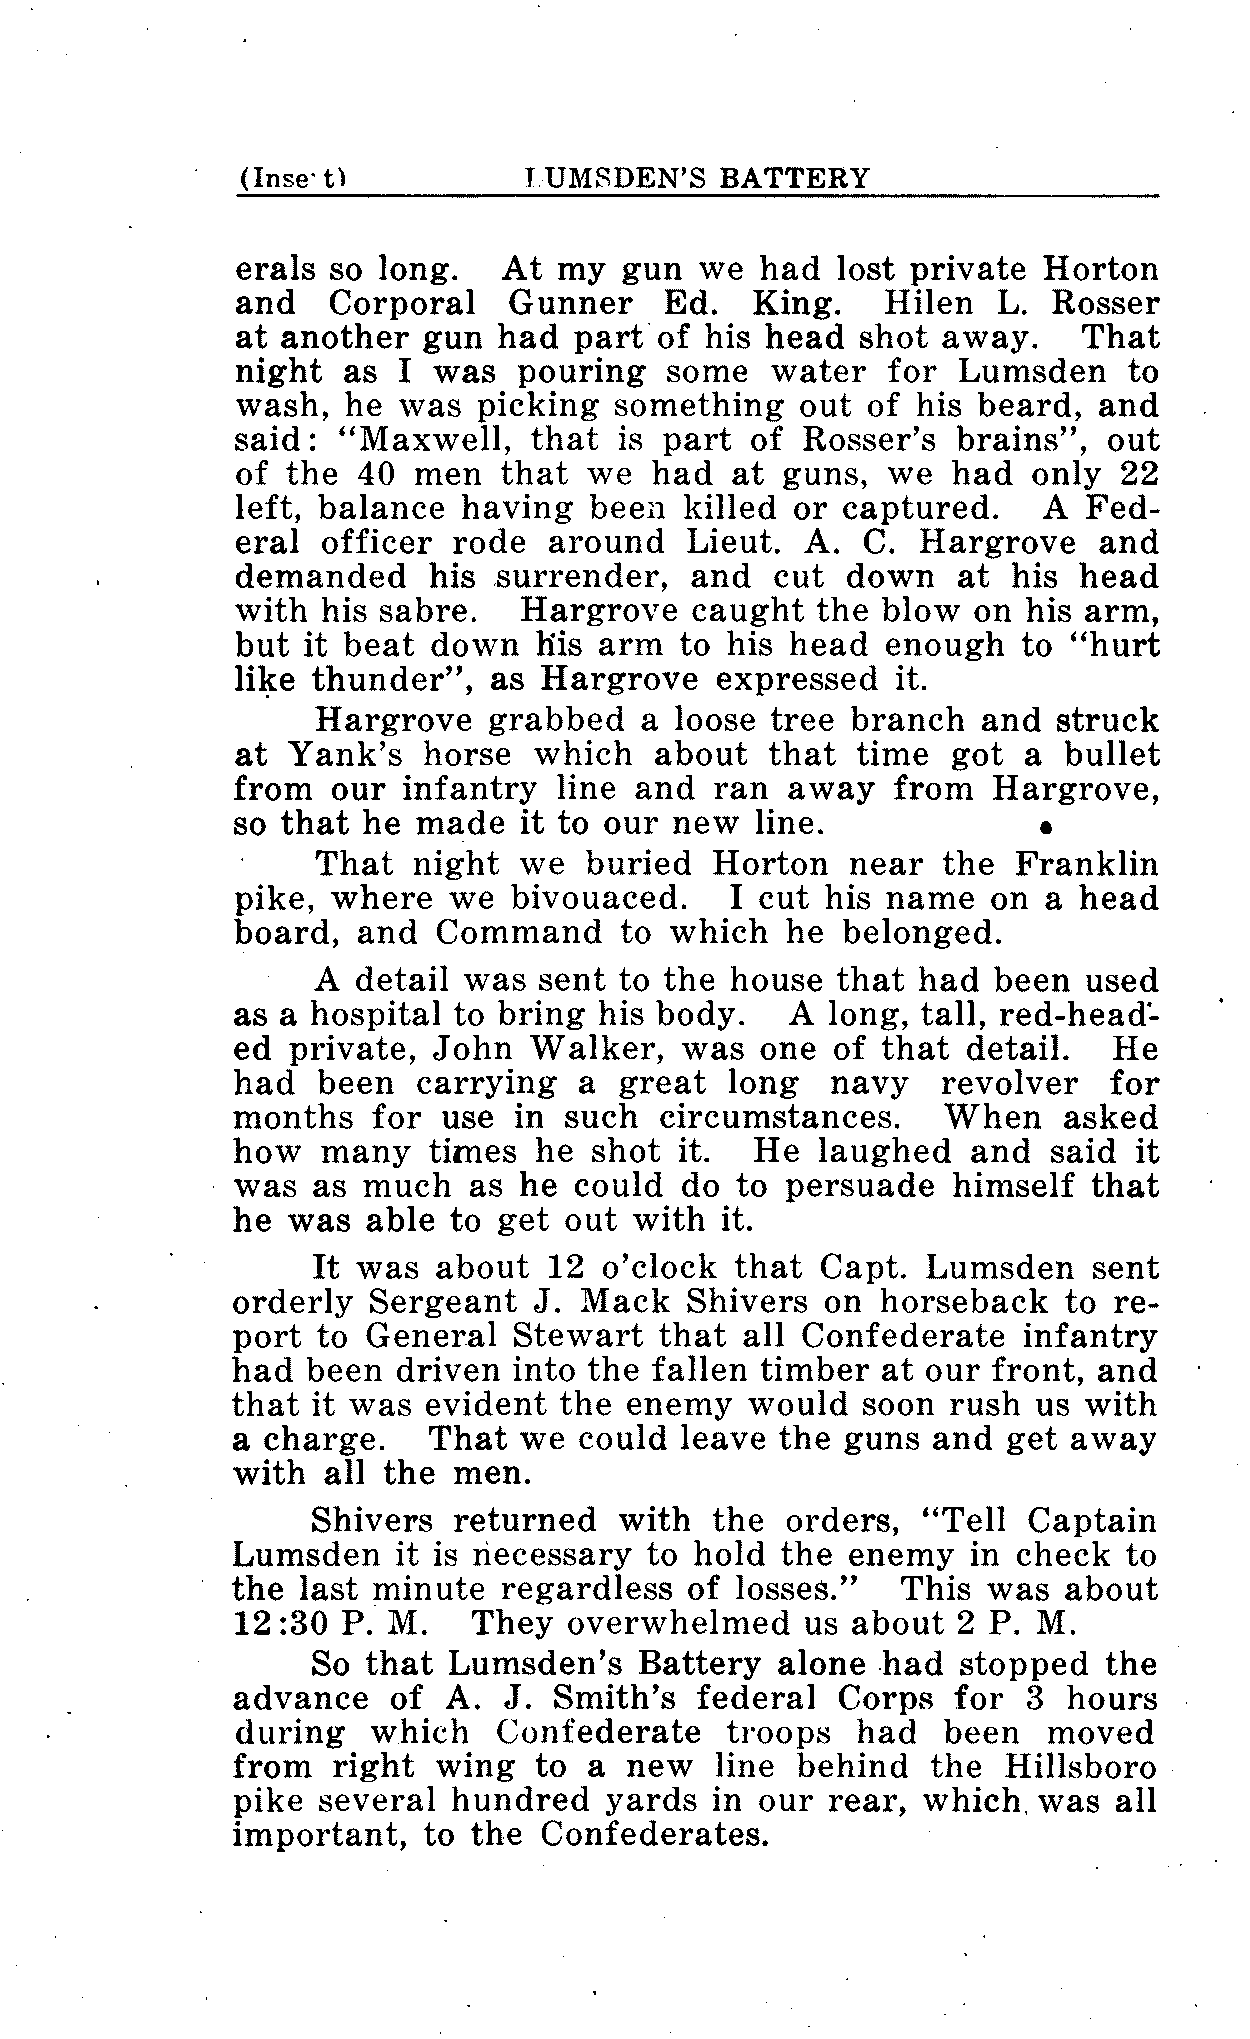 (Insert) LUMSDEN'S BATTERY
erals so long. At my gun we had lost private Horton
and Corporal Gunner Ed. King. Hilen L. Rosser
at another gun had part of his head shot away. That
night as I was pouring some water for Lumsden to
wash, he was picking something out of his beard, and
said: “Maxwell, that is part of Rosser's brains”, out
of the 40 men that we had at guns, we had only 22
left, balance having been killed or captured. A Fed-
eral officer rode around Lieut. A. C. Hargrove and
demanded his surrender, and cut down at his head
with his sabre. Hargrove caught the blow on his arm,
but it beat down his arm to his head enough to “hurt
like thunder”, as Hargrove expressed it.
Hargrove grabbed a loose tree branch and struck
at Yank's horse which about that time got a bullet
from our infantry line and ran away from Hargrove,
so that he made it to our new line.
That night we buried Horton near the Franklin
pike, where we bivouaced. I cut his name on a head
board, and Command to which he belonged.
A detail was sent to the house that had been used
as a hospital to bring his body. A long, tall, red-head-
ed private, John Walker, was one of that detail. He
had been carrying a great long navy revolver for
months for use in such circumstances. When asked
how many times he shot it. He laughed and said it
was as much as he could do to persuade himself that
he was able to get out with it.
It was about 12 o'clock that Capt. Lumsden sent
orderly Sergeant J. Mack Shivers on horseback to re-
port to General Stewart that all Confederate infantry
had been driven into the fallen timber at our front, and
that it was evident the enemy would soon rush us with
a charge. That we could leave the guns and get away
with all the men.
Shivers returned with the orders, “Tell Captain
Lumsden it is necessary to hold the enemy in check to
the last minute regardless of losses.” This was about
12:30 P. M. They overwhelmed us about 2 P. M.
So that Lumsden's Battery alone had stopped the
advance of A. J. Smith's federal Corps for 3 hours
during which Confederate troops had been moved
from right wing to a new line behind the Hillsboro
pike several hundred yards in our rear, which was all
important, to the Confederates.